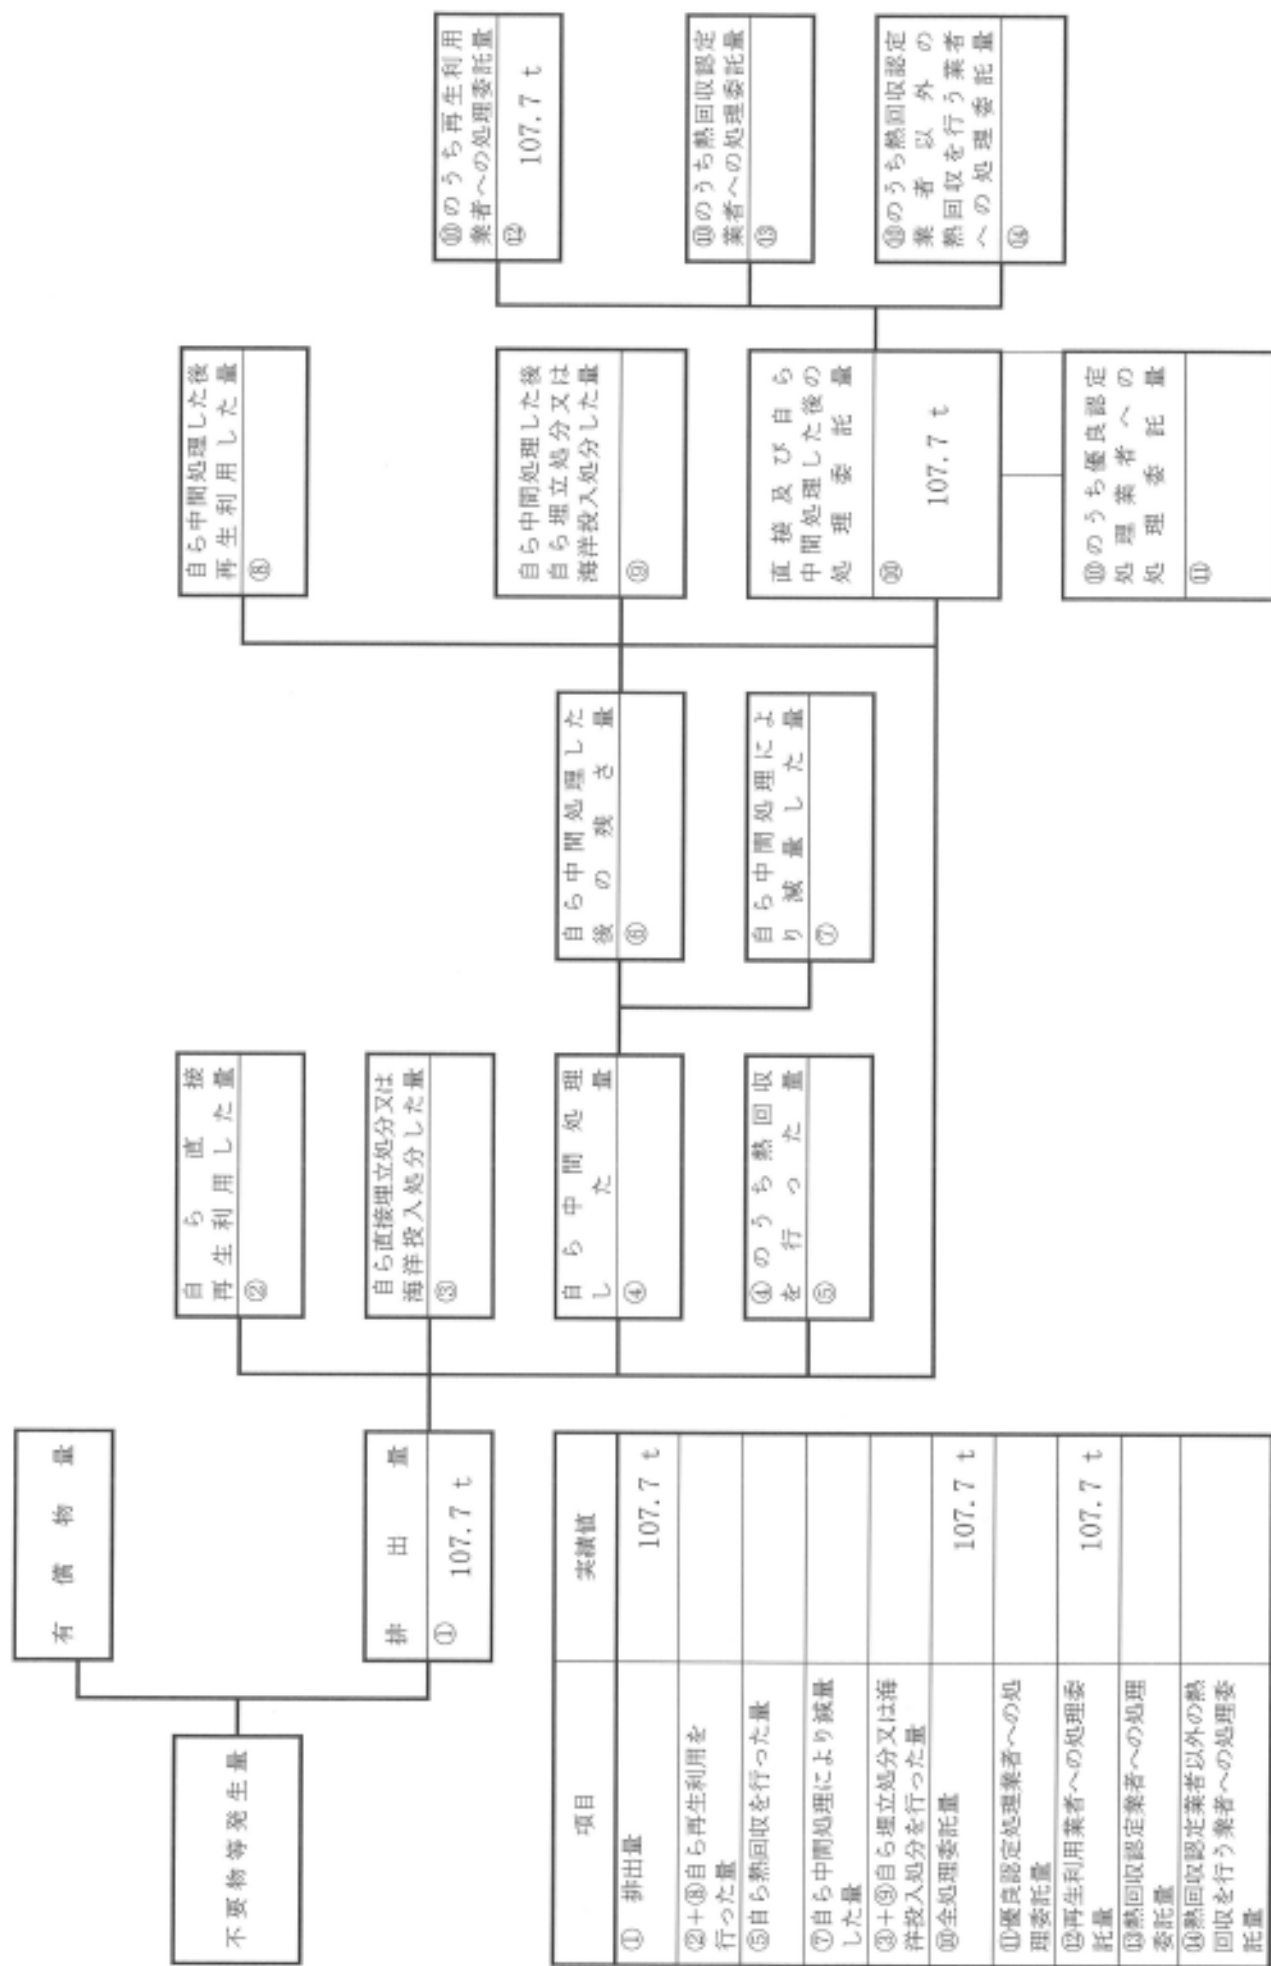 不要物等発生量
有償物量
排出量
① 107.7 t
自ら直接
再生利用した量
②
自ら直接埋立処分又は
海洋投入処分した量
③
自ら中間処理
した量
④
④のうち熱回収
を行った量
⑤
自ら中間処理した
後の残さ量
⑥
自ら中間処理によ
り減量した量
⑦
自ら中間処理した後
再生利用した量
⑧
自ら中間処理した後
自ら埋立処分又は
海洋投入処分した量
⑨
直接及び自ら
中間処理した後の
処理委託量
⑩
107.7 t
⑩のうち優良認定
処理業者への
処理委託量
⑪
⑩のうち再生利用
業者への処理委託量
⑫
107.7 t
⑩のうち熱回収認定
業者への処理委託量
⑬
⑩のうち熱回収認定
業者以外の
熱回収を行う業者
への処理委託量
⑭
項目 実績値
① 排出量 107.7 t
②+⑧自ら再生利用を
行った量
⑤自ら熱回収を行った量
⑦自ら中間処理により減量
した量
③+⑨自ら埋立処分又は海
洋投入処分を行った量
⑩全処理委託量 107.7 t
⑪優良認定処理業者への処
理委託量
⑫再生利用業者への処理委
託量 107.7 t
⑬熱回収認定業者への処理
委託量
⑭熱回収認定業者以外の熱
回収を行う業者への処理委
託量